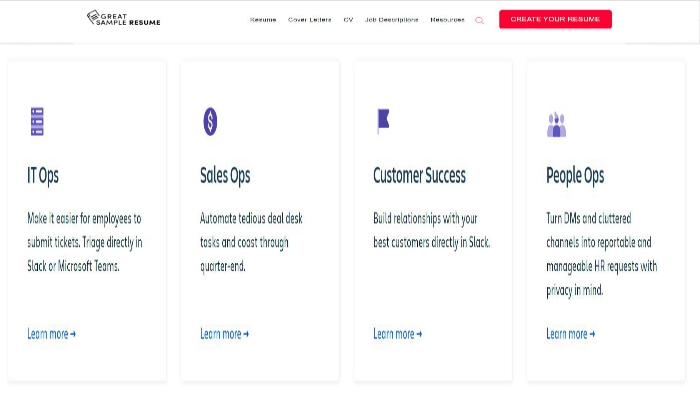 GREAT
SAMPLE RESUME
Resume Cover Letters CV Job Descriptions Resources CREATE YOUR RESUME
IT Ops
Make it easier for employees to
submit tickets. Triage directly in
Slack or Microsoft Teams.
Learn more →
Sales Ops
Automate tedious deal desk
tasks and coast through
quarter-end.
Learn more →
Customer Success
Build relationships with your
best customers directly in Slack.
Learn more →
People Ops
Turn DMs and cluttered
channels into reportable and
manageable HR requests with
privacy in mind.
Learn more →